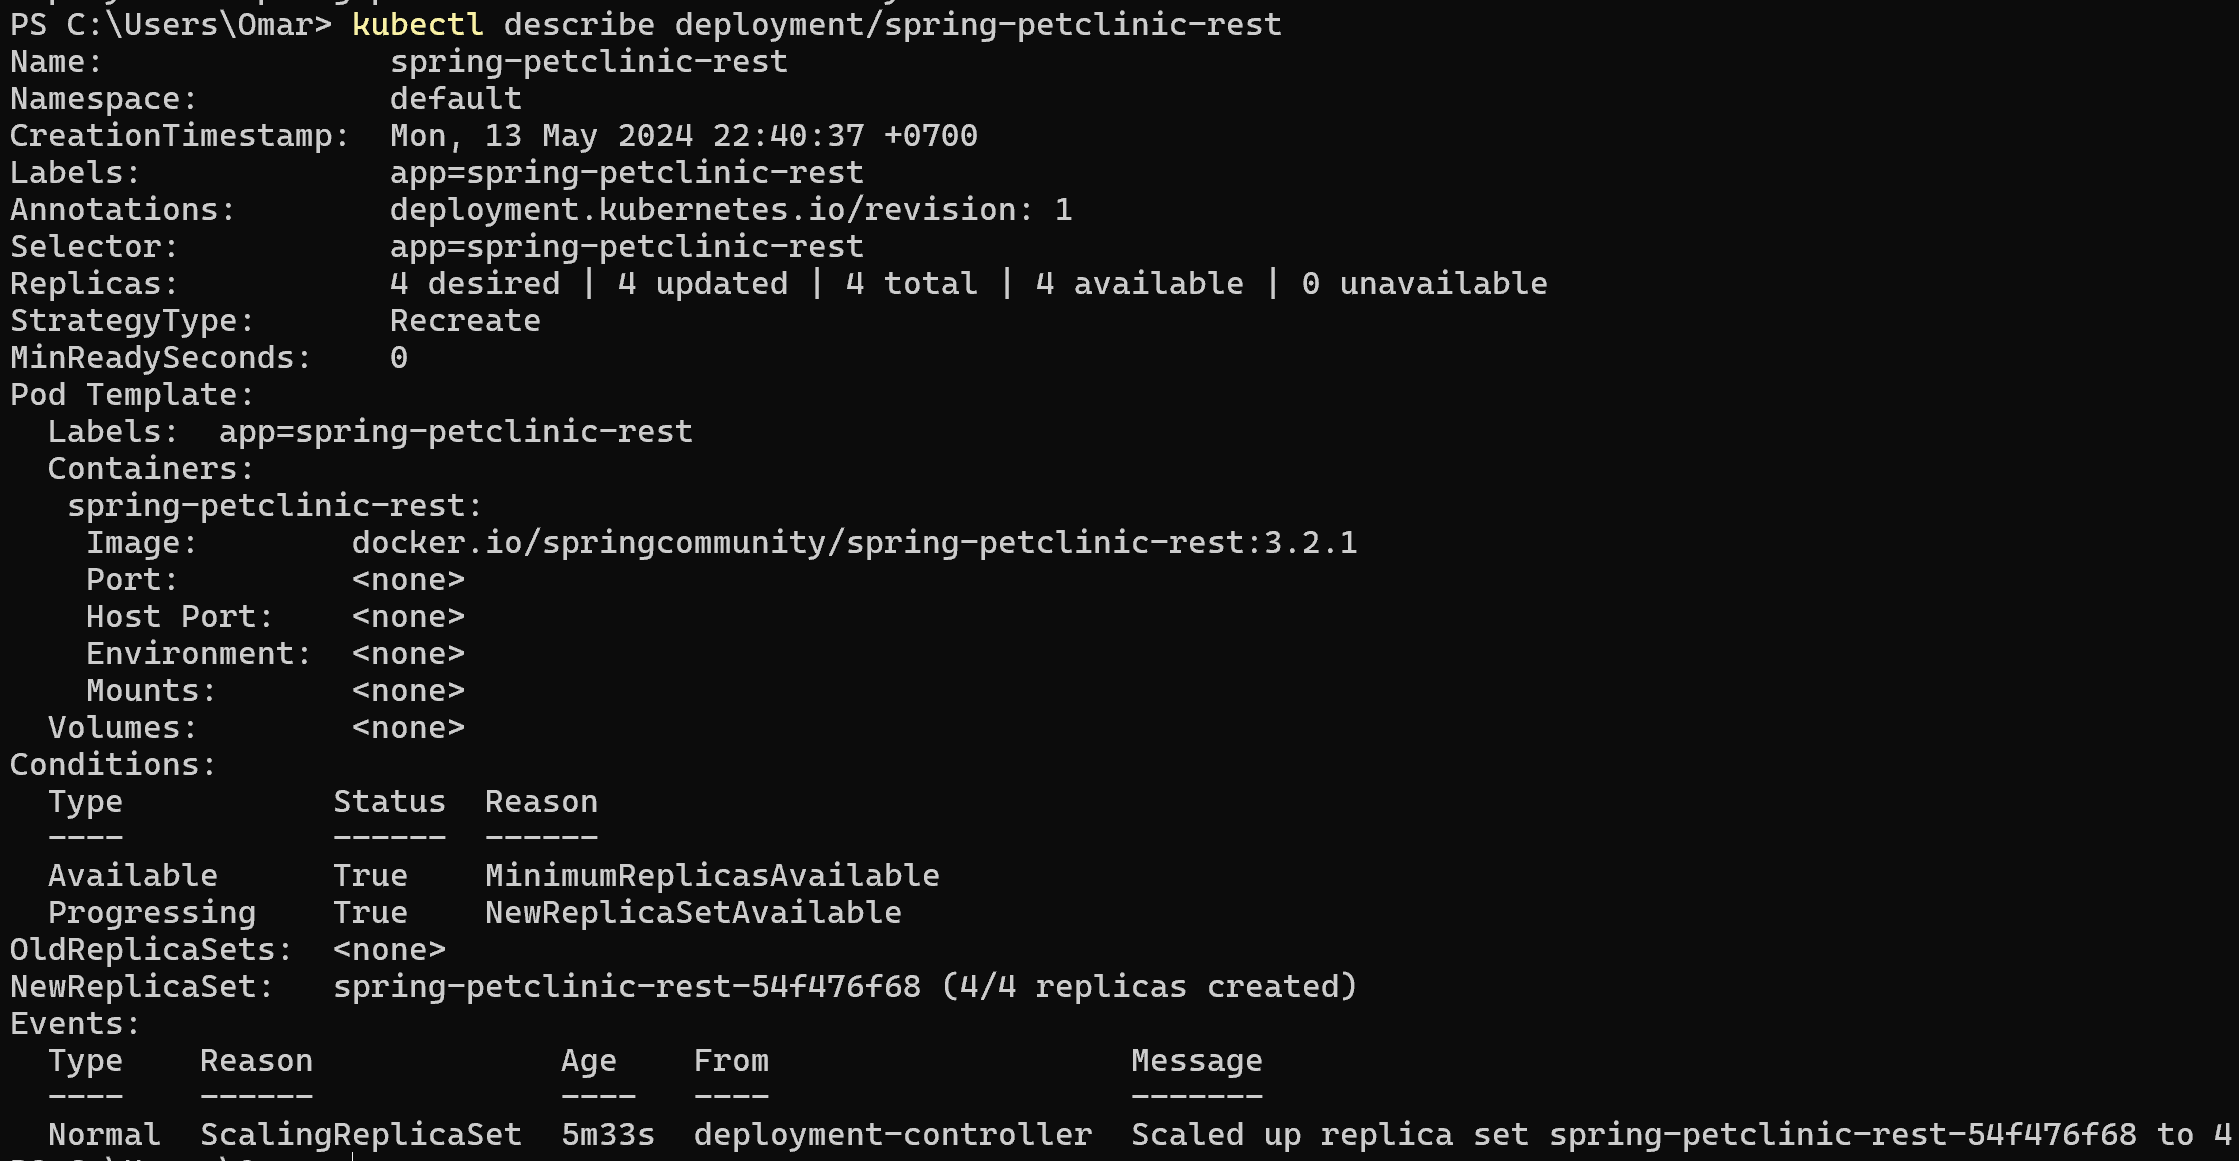 PS C:\Users\Omar> kubectl describe deployment/spring-petclinic-rest
Name:               spring-petclinic-rest
Namespace:          default
CreationTimestamp:  Mon, 13 May 2024 22:40:37 +0700
Labels:             app=spring-petclinic-rest
Annotations:        deployment.kubernetes.io/revision: 1
Selector:           app=spring-petclinic-rest
Replicas:           4 desired | 4 updated | 4 total | 4 available | 0 unavailable
StrategyType:       Recreate
MinReadySeconds:    0
Pod Template:
  Labels:  app=spring-petclinic-rest
  Containers:
   spring-petclinic-rest:
    Image:        docker.io/springcommunity/spring-petclinic-rest:3.2.1
    Port:         <none>
    Host Port:    <none>
    Environment:  <none>
    Mounts:       <none>
  Volumes:        <none>
Conditions:
  Type           Status  Reason
  ----           ------  ------
  Available      True    MinimumReplicasAvailable
  Progressing    True    NewReplicaSetAvailable
OldReplicaSets:  <none>
NewReplicaSet:   spring-petclinic-rest-54f476f68 (4/4 replicas created)
Events:
  Type    Reason             Age    From                   Message
  ----    ------             ----   ----                   -------
  Normal  ScalingReplicaSet  5m33s  deployment-controller  Scaled up replica set spring-petclinic-rest-54f476f68 to 4